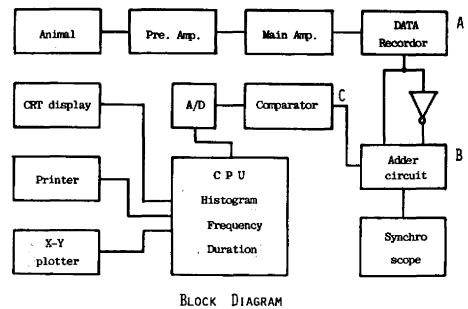 Animal
Pre. Amp.
Main Amp.
DATA
Recordor
A
CRT display
A/D
Comparator
C
Printer
CPU
Histogram
Frequency
Duration
Adder
circuit
B
X-Y
plotter
Synchro
scope
BLOCK DIAGRAM